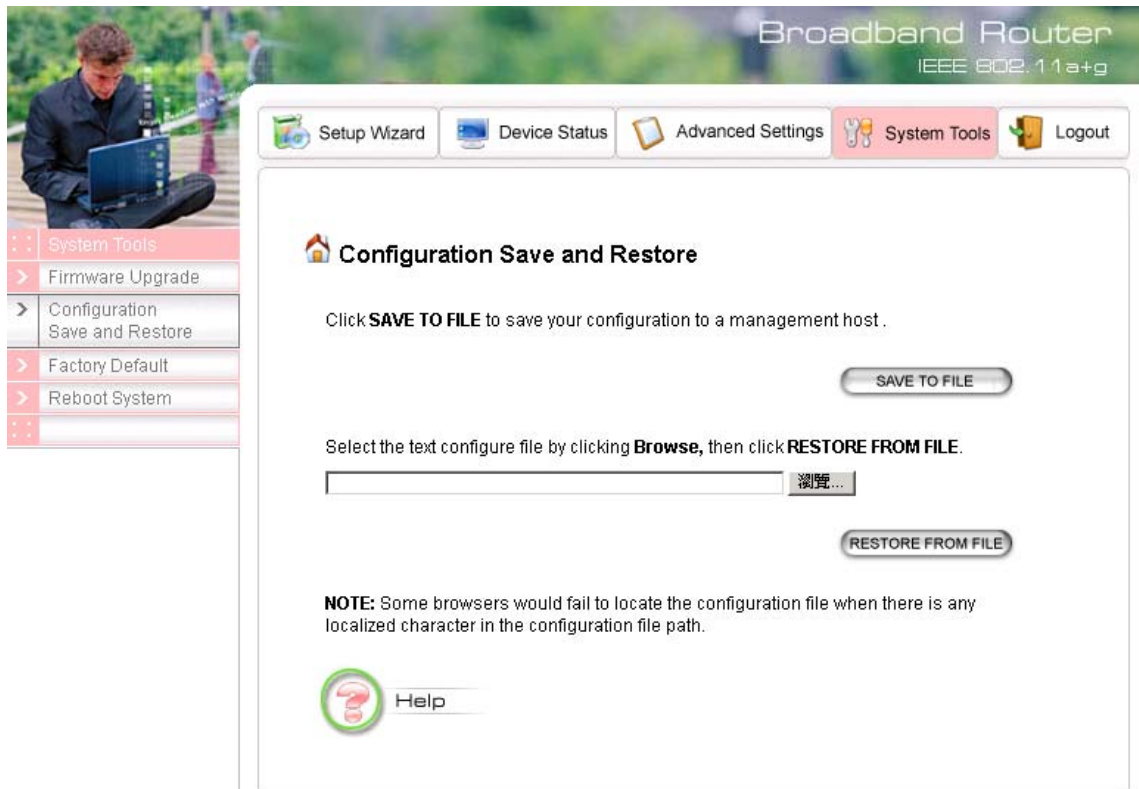 Broadband Router
IEEE 802.11a+g
Setup Wizard
Device Status
Advanced Settings
System Tools
Logout
System Tools
Firmware Upgrade
Configuration
Save and Restore
Factory Default
Reboot System
Configuration Save and Restore
Click SAVE TO FILE to save your configuration to a management host .
SAVE TO FILE
Select the text configure file by clicking Browse, then click RESTORE FROM FILE.
瀏覽...
RESTORE FROM FILE
NOTE: Some browsers would fail to locate the configuration file when there is any
localized character in the configuration file path.
Help